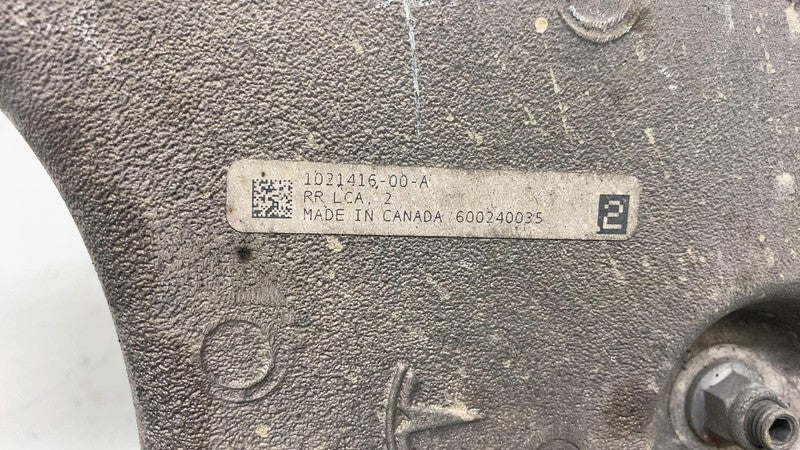 1021416-00-A
RR LCA, 2
MADE IN CANADA 600240035
2